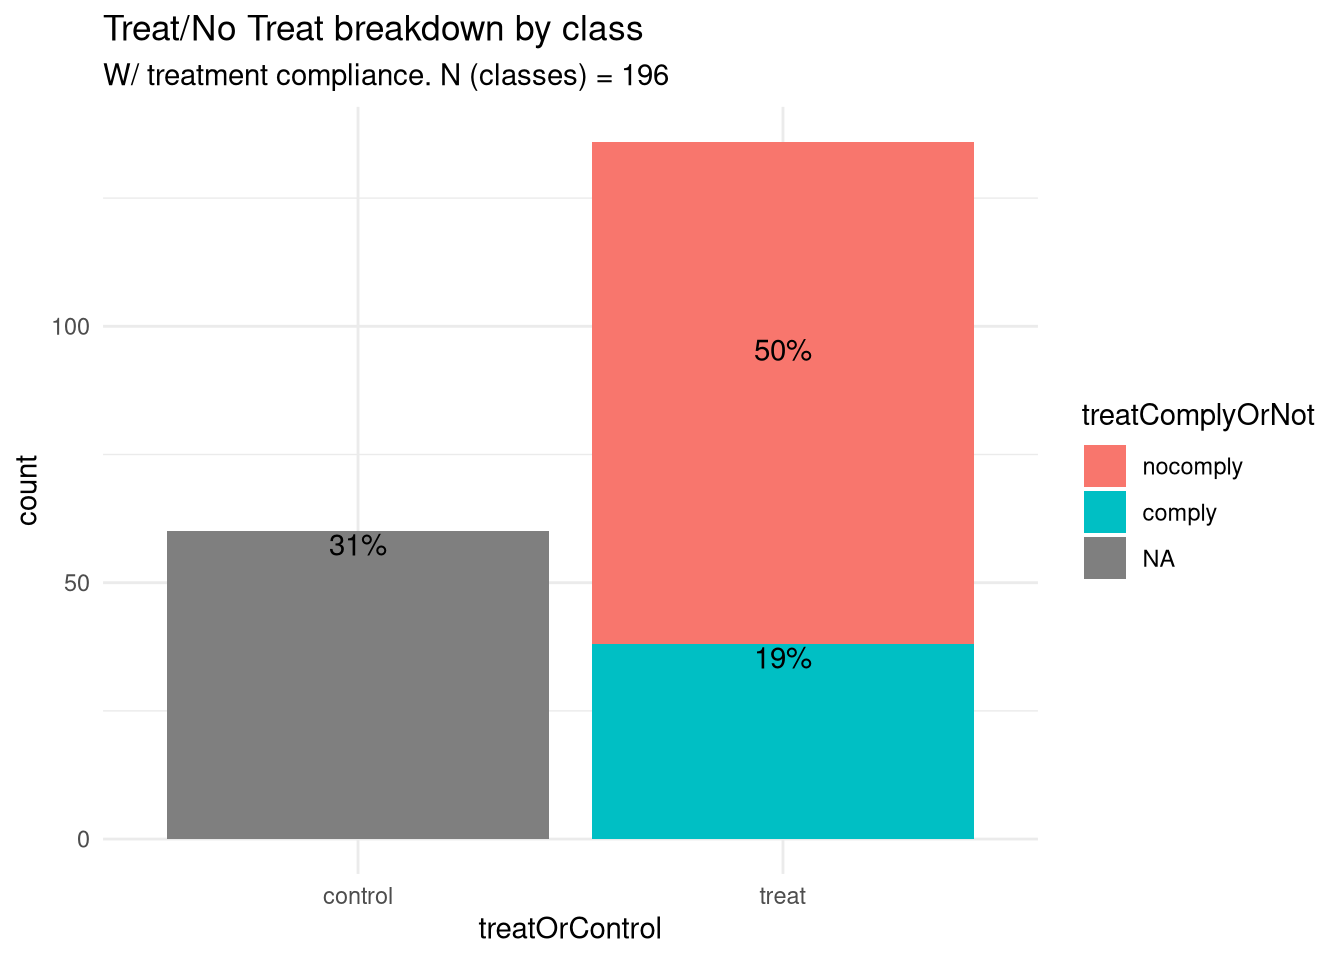 Treat/No Treat breakdown by class
W/ treatment compliance. N (classes) = 196
count
100
50
0
50%
31%
19%
control
treat
treatOrControl
treatComplyOrNot
nocomply
comply
NA